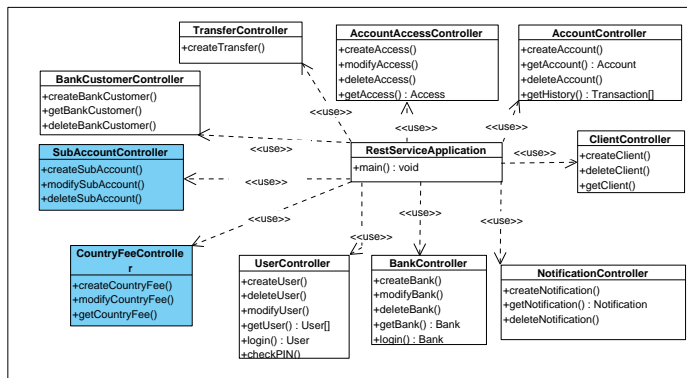 TransferController
+createTransfer()
AccountAccessController
+createAccess()
+modifyAccess()
+deleteAccess()
+getAccess() : Access
AccountController
+createAccount()
+getAccount() : Account
+deleteAccount()
+getHistory() : Transaction[]
BankCustomerController
+createBankCustomer()
+getBankCustomer()
+deleteBankCustomer()
<<use>>
<<use>>
<<use>>
<<use>>
RestServiceApplication
+main() : void
ClientController
+createClient()
+deleteClient()
+getClient()
<<use>>
SubAccountController
+createSubAccount()
+modifySubAccount()
+deleteSubAccount()
<<use>>
<<use>>
<<use>>
<<use>>
<<use>>
CountryFeeControlle
r
+createCountryFee()
+modifyCountryFee()
+getCountryFee()
UserController
+createUser()
+deleteUser()
+modifyUser()
+getUser() : User[]
+login() : User
+checkPIN()
BankController
+createBank()
+modifyBank()
+deleteBank()
+getBank() : Bank
+login() : Bank
NotificationController
+createNotification()
+getNotification() : Notification
+deleteNotification()